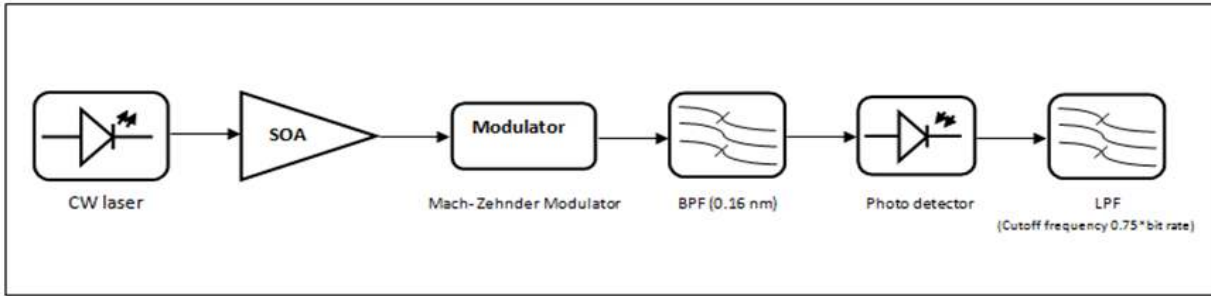 SOA
Modulator
CW laser
Mach- Zehnder Modulator
BPF (0.16 nm)
Photo detector
LPF
(Cutoff frequency 0.75*bit rate)